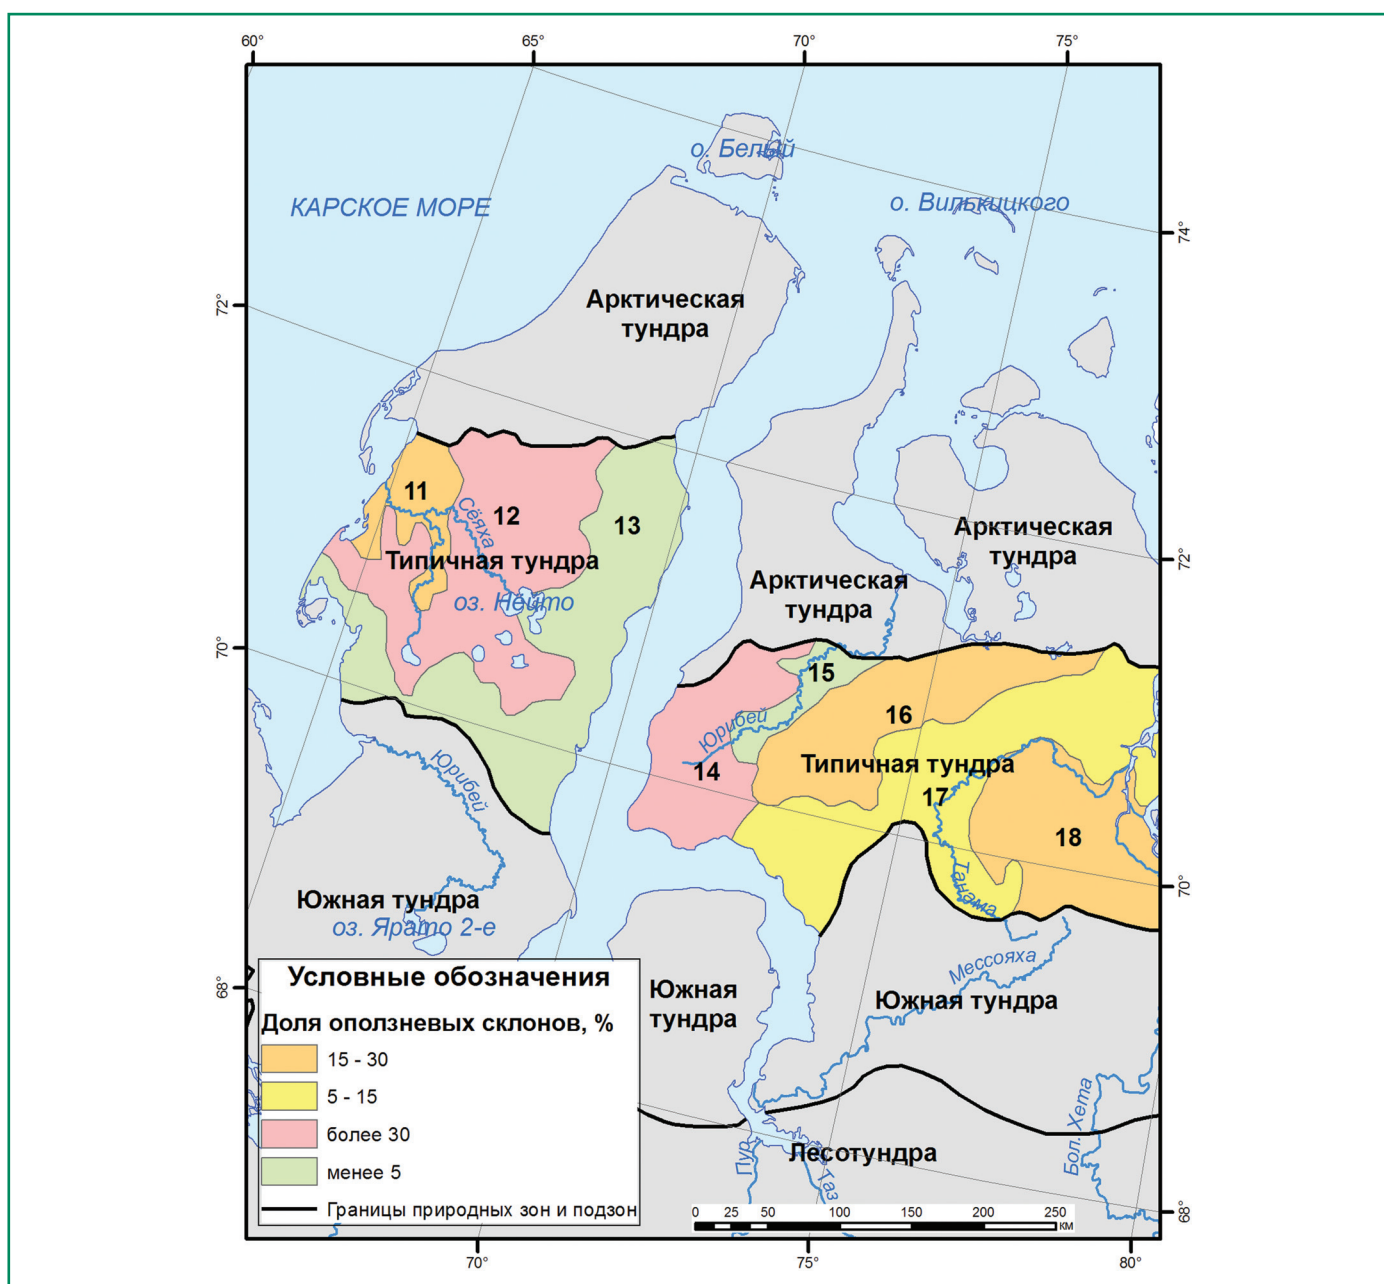 60°
65°
70°
75°
о. Белый
КАРСКОЕ МОРЕ
о. Вилькицкого
74°
72°
Арктическая
тундра
11
12
13
Сёяха
Типичная тундра
оз. Нёйто
Арктическая
тундра
72°
Арктическая
тундра
70°
15
16
Юрибей
14
Типичная тундра
17
18
Юрибей
Танама
70°
Южная тундра
оз. Ярато 2-е
Мессояха
68°
Южная
тундра
Южная тундра
Условные обозначения
Доля оползневых склонов, %
15 - 30
5 - 15
более 30
менее 5
Границы природных зон и подзон
Бол. Хета
Лесотундра
Пур
Таз
68°
0 25 50 100 150 200 250
км
70°
75°
80°